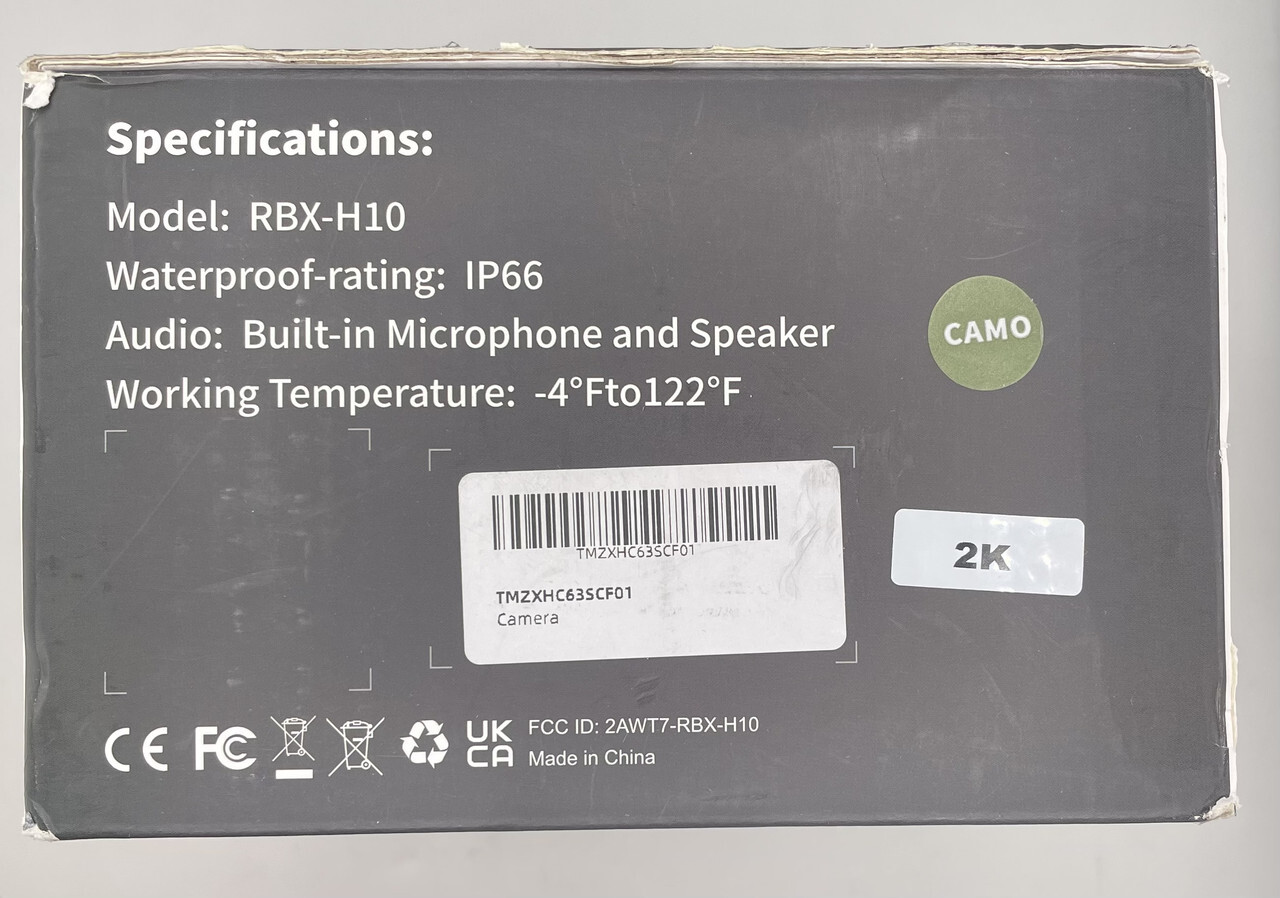 Specifications:
Model: RBX-H10
Waterproof-rating: IP66
Audio: Built-in Microphone and Speaker
Working Temperature: -4°Fto122°F
CAMO
TMZXHC63SCF01
TMZXHC63SCF01
Camera
2K
CE FC UK
CA
FCC ID: 2AWT7-RBX-H10
Made in China